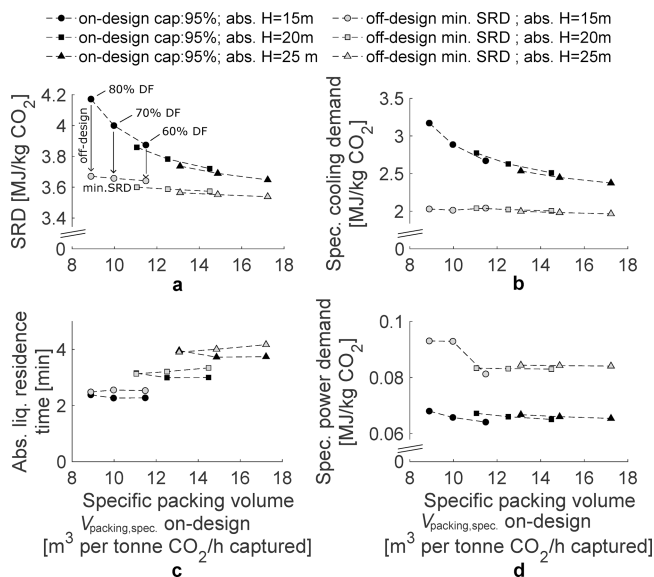 on-design cap:95%; abs. H=15m
off-design min. SRD ; abs. H=15m
on-design cap:95%; abs. H=20m
off-design min. SRD ; abs. H=20m
on-design cap:95%; abs. H=25 m
off-design min. SRD ; abs. H=25m
SRD [MJ/kg CO2]
4.2
4
3.8
3.6
3.4
0
80% DF
70% DF
60% DF
off-design
min.SRD
8 10 12 14 16 18
a
Spec. cooling demand
[MJ/kg CO2]
3.5
3
2.5
2
0
8 10 12 14 16 18
b
Abs. liq. residence
time [min]
6
4
2
0
8 10 12 14 16 18
Specific packing volume
Vpacking,spec. on-design
[m³ per tonne CO2/h captured]
c
Spec. power demand
[MJ/kg CO2]
0.1
0.08
0.06
8 10 12 14 16 18
Specific packing volume
Vpacking,spec. on-design
[m³ per tonne CO2/h captured]
d